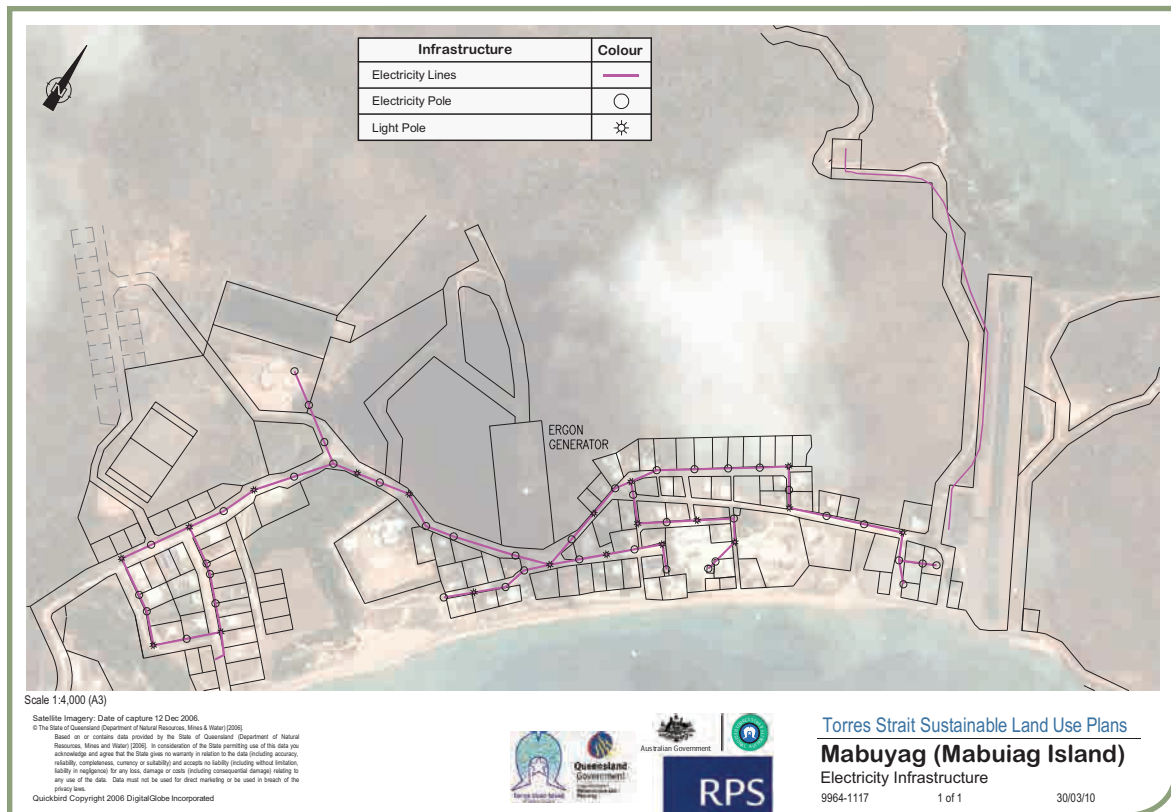 Infrastructure Colour
Electricity Lines
Electricity Pole
Light Pole
N
ERGON
GENERATOR
Scale 1:4,000 (A3)
Satellite Imagery: Date of capture 12 Dec 2006.
© The State of Queensland (Department of Natural Resources, Mines & Water) [2006].
Based on or contains data provided by the State of Queensland (Department of Natural
Resources, Mines and Water) [2006]. In consideration of the State permitting use of this data you
acknowledge and agree that the State gives no warranty in relation to the data (including accuracy,
reliability, completeness, currency or suitability) and accepts no liability (including without limitation,
liability in negligence) for any loss, damage or costs (including consequential damage) relating to
any use of the data. Data must not be used for direct marketing or be used in breach of the
privacy laws.
Quickbird Copyright 2006 DigitalGlobe Incorporated
Queensland
Government
Australian Government
RPS
Torres Strait Sustainable Land Use Plans
Mabuyag (Mabuiag Island)
Electricity Infrastructure
9964-1117 1 of 1 30/03/10